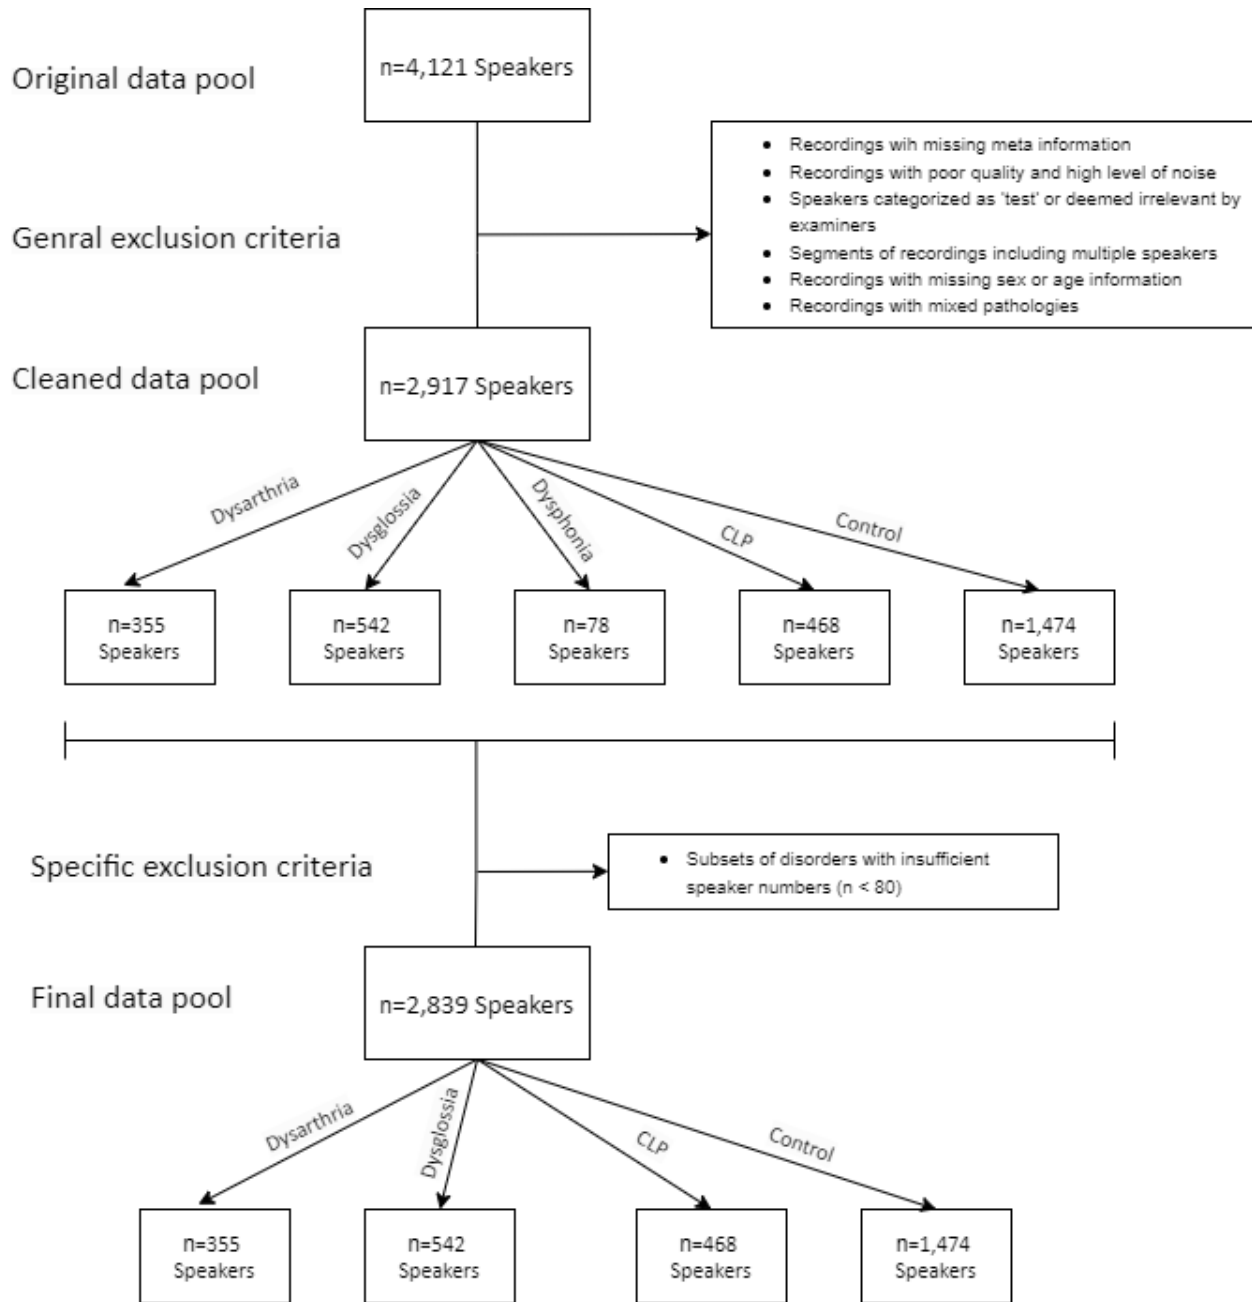 n=4,121 Speakers
Original data pool
• Recordings wih missing meta information
• Recordings with poor quality and high level of noise
• Speakers categorized as 'test' or deemed irrelevant by
examiners
• Segments of recordings including multiple speakers
• Recordings with missing sex or age information
• Recordings with mixed pathologies
Genral exclusion criteria
Cleaned data pool
n=2,917 Speakers
Dysarthria
Dysglossia
Dysphonia
CLP
Control
n=355
Speakers
n=542
Speakers
n=78
Speakers
n=468
Speakers
n=1,474
Speakers
Specific exclusion criteria
• Subsets of disorders with insufficient
speaker numbers (n < 80)
Final data pool
n=2,839 Speakers
Dysarthria
Dysglossia
CLP
Control
n=355
Speakers
n=542
Speakers
n=468
Speakers
n=1,474
Speakers